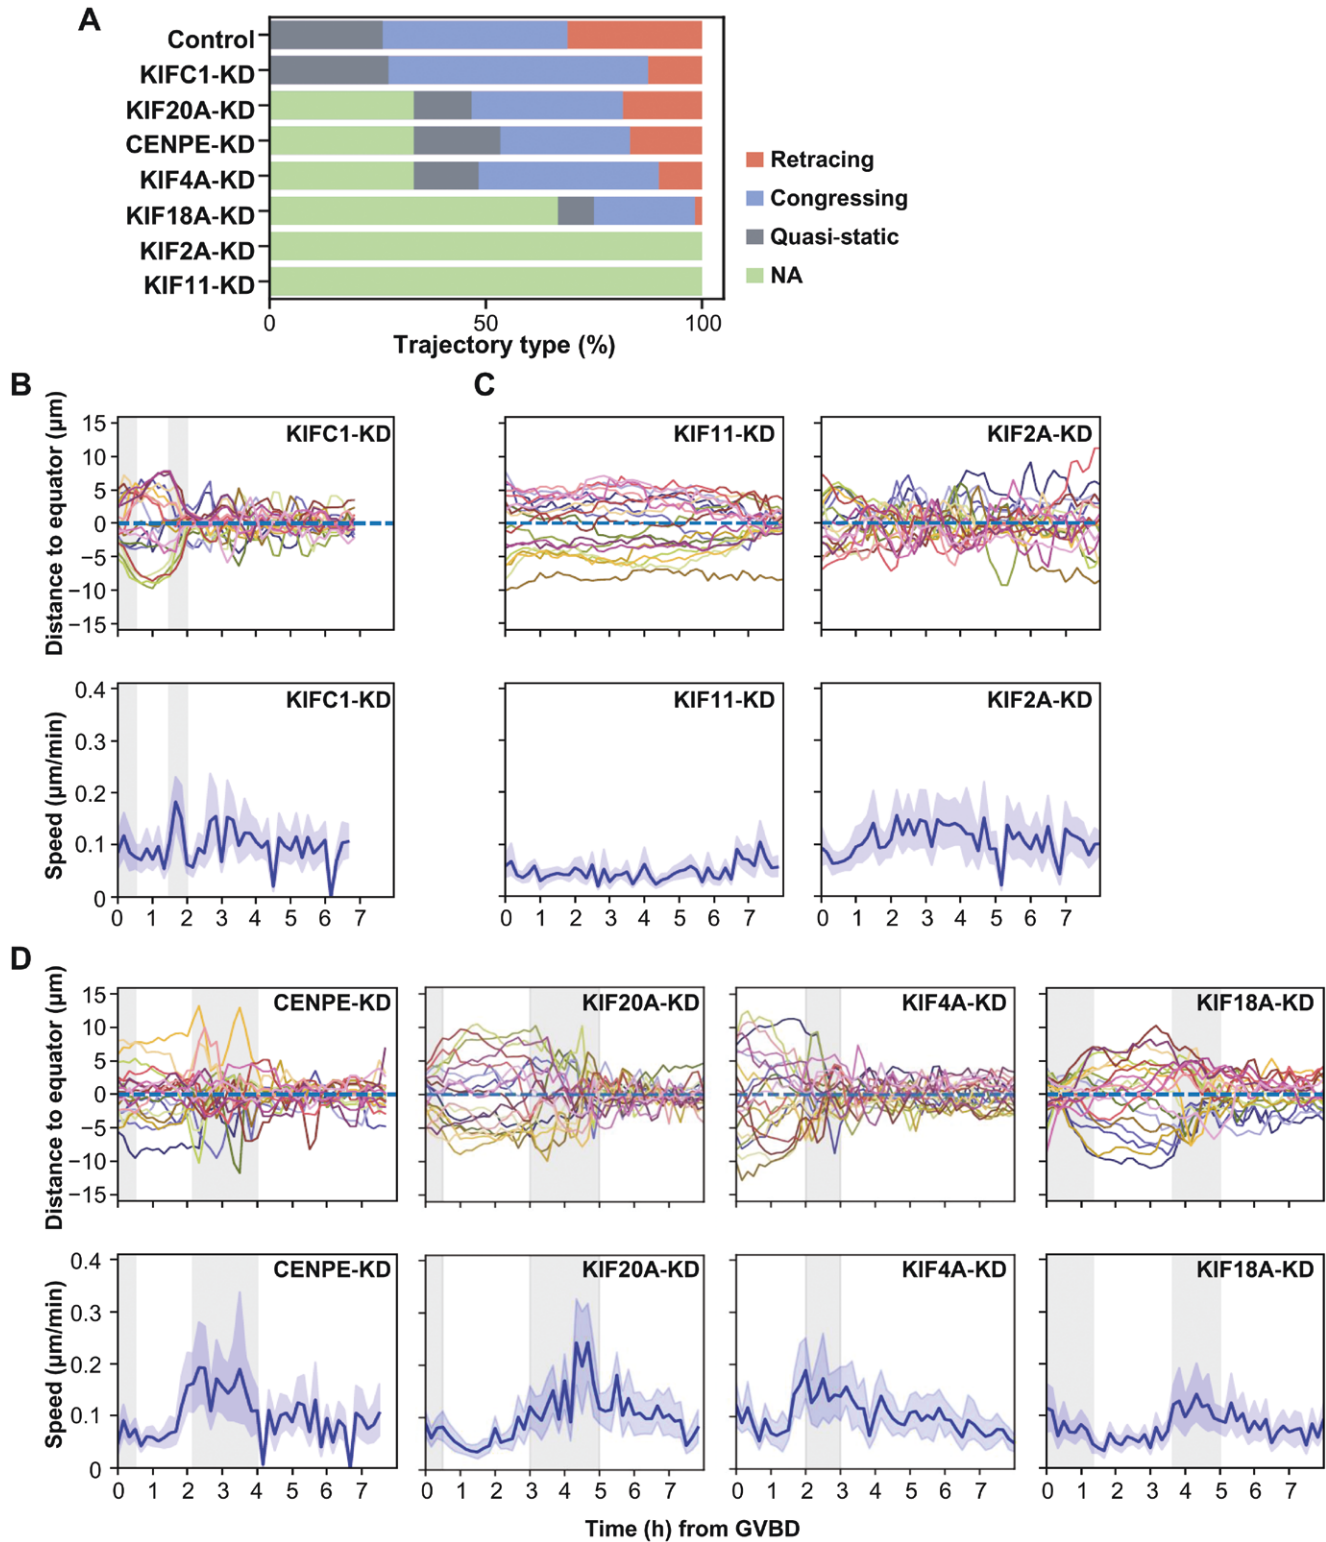 A
Control
KIFC1-KD
KIF20A-KD
CENPE-KD
KIF4A-KD
KIF18A-KD
KIF2A-KD
KIF11-KD
0 50 100
Trajectory type (%)
Retracing
Congressing
Quasi-static
NA
B
C
Distance to equator (μm)
15
10
5
0
−5
−10
−15
KIFC1-KD
KIF11-KD
KIF2A-KD
Speed (μm/min)
0.4
0.3
0.2
0.1
0
KIFC1-KD
KIF11-KD
KIF2A-KD
0 1 2 3 4 5 6 7
0 1 2 3 4 5 6 7
0 1 2 3 4 5 6 7
D
Distance to equator (μm)
15
10
5
0
−5
−10
−15
CENPE-KD
KIF20A-KD
KIF4A-KD
KIF18A-KD
Speed (μm/min)
0.4
0.3
0.2
0.1
0
CENPE-KD
KIF20A-KD
KIF4A-KD
KIF18A-KD
0 1 2 3 4 5 6 7
0 1 2 3 4 5 6 7
0 1 2 3 4 5 6 7
0 1 2 3 4 5 6 7
Time (h) from GVBD